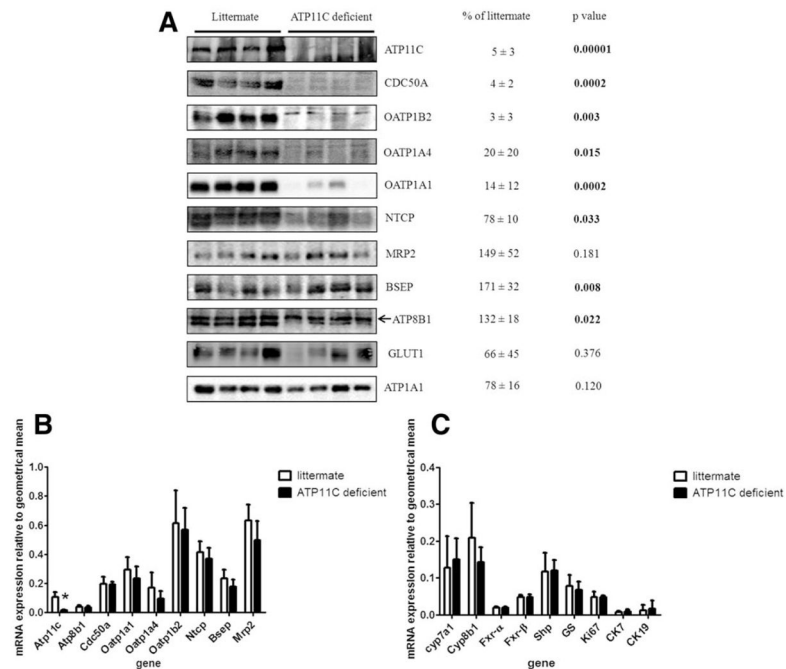 A
Littermate ATP11C deficient % of littermate p value
ATP11C 5 ± 3 0.00001
CDC50A 4 ± 2 0.0002
OATP1B2 3 ± 3 0.003
OATP1A4 20 ± 20 0.015
OATP1A1 14 ± 12 0.0002
NTCP 78 ± 10 0.033
MRP2 149 ± 52 0.181
BSEP 171 ± 32 0.008
←ATP8B1 132 ± 18 0.022
GLUT1 66 ± 45 0.376
ATP1A1 78 ± 16 0.120
B
mRNA expression relative to geometrical mean
1.0
0.8
0.6
0.4
0.2
0.0
littermate
ATP11C deficient
*
Atp11c Atp8b1 Cdc50a Oatp1a1 Oatp1a4 Oatp1b2 Ntcp Bsep Mrp2
gene
C
mRNA expression relative to geometrical mean
0.4
0.3
0.2
0.1
0.0
littermate
ATP11C deficient
cyp7a1 Cyp8b1 Fxr-α Fxr-β Shp GS Ki67 CK7 CK19
gene